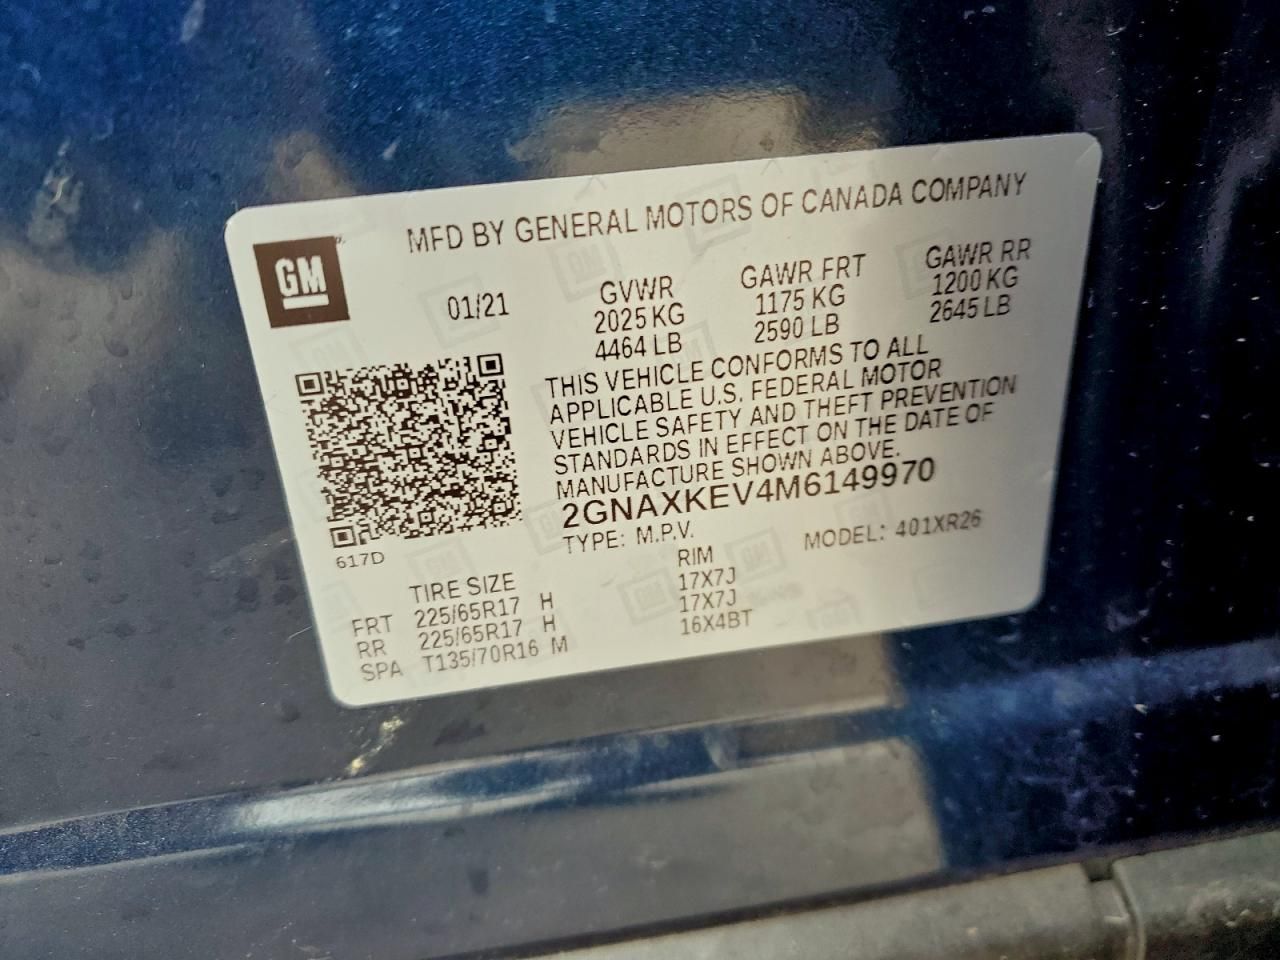 MFD BY GENERAL MOTORS OF CANADA COMPANY
GM
01/21
GVWR
2025 KG
4464 LB
GAWR FRT
1175 KG
2590 LB
GAWR RR
1200 KG
2645 LB
THIS VEHICLE CONFORMS TO ALL
APPLICABLE U.S. FEDERAL MOTOR
VEHICLE SAFETY AND THEFT PREVENTION
STANDARDS IN EFFECT ON THE DATE OF
MANUFACTURE SHOWN ABOVE.
2GNAXKEV4M6149970
TYPE: M.P.V.
MODEL: 401XR26
617D
TIRE SIZE RIM
FRT 225/65R17 H 17X7J
RR 225/65R17 H 17X7J
SPA T135/70R16 M 16X4BT